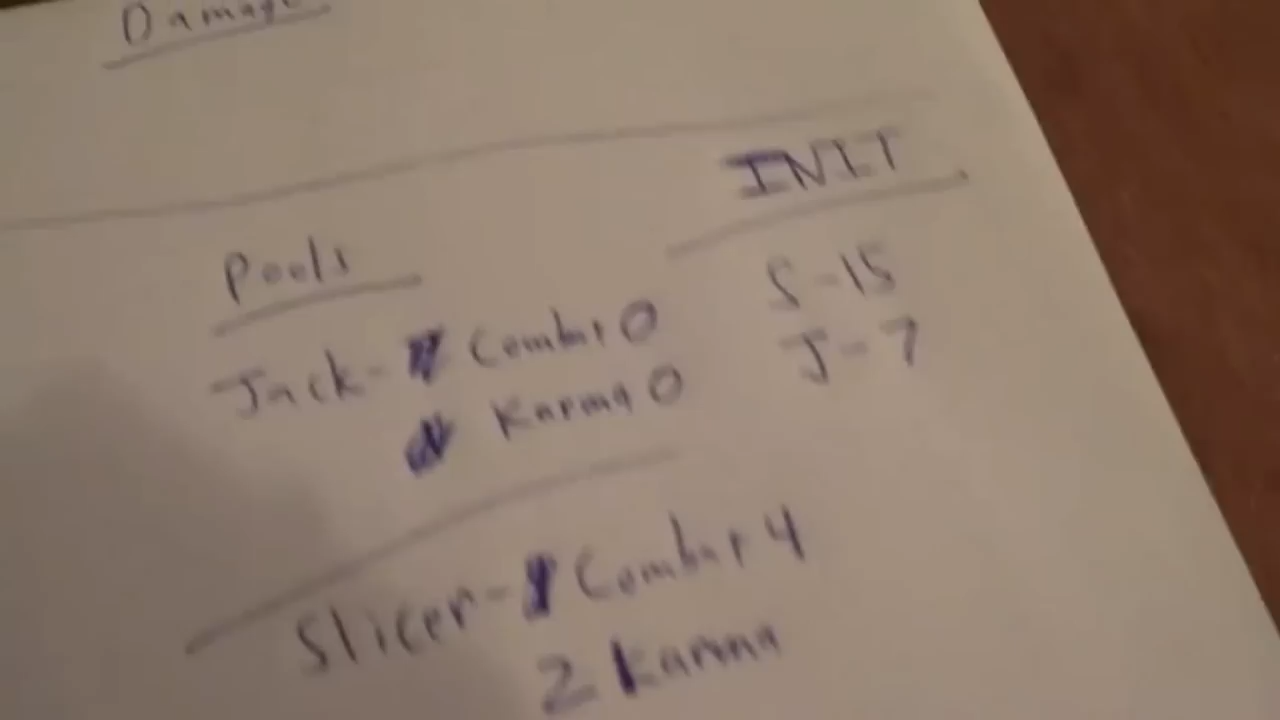 Damage
INIT
Pools
S-15
Jack- Combat 0
J-7
Karma 0
Slicer- Combat 4
2 Karma